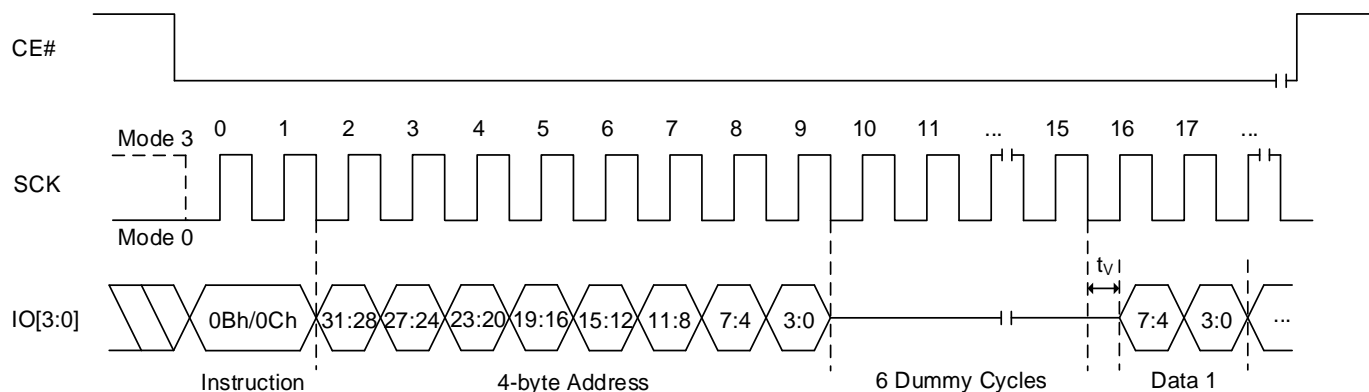 CE#
Mode 3
0 1 2 3 4 5 6 7 8 9 10 11 ... 15 16 17 ...
SCK
Mode 0
tV
IO[3:0]
0Bh/0Ch 31:28 27:24 23:20 19:16 15:12 11:8 7:4 3:0 7:4 3:0 ...
Instruction 4-byte Address 6 Dummy Cycles Data 1